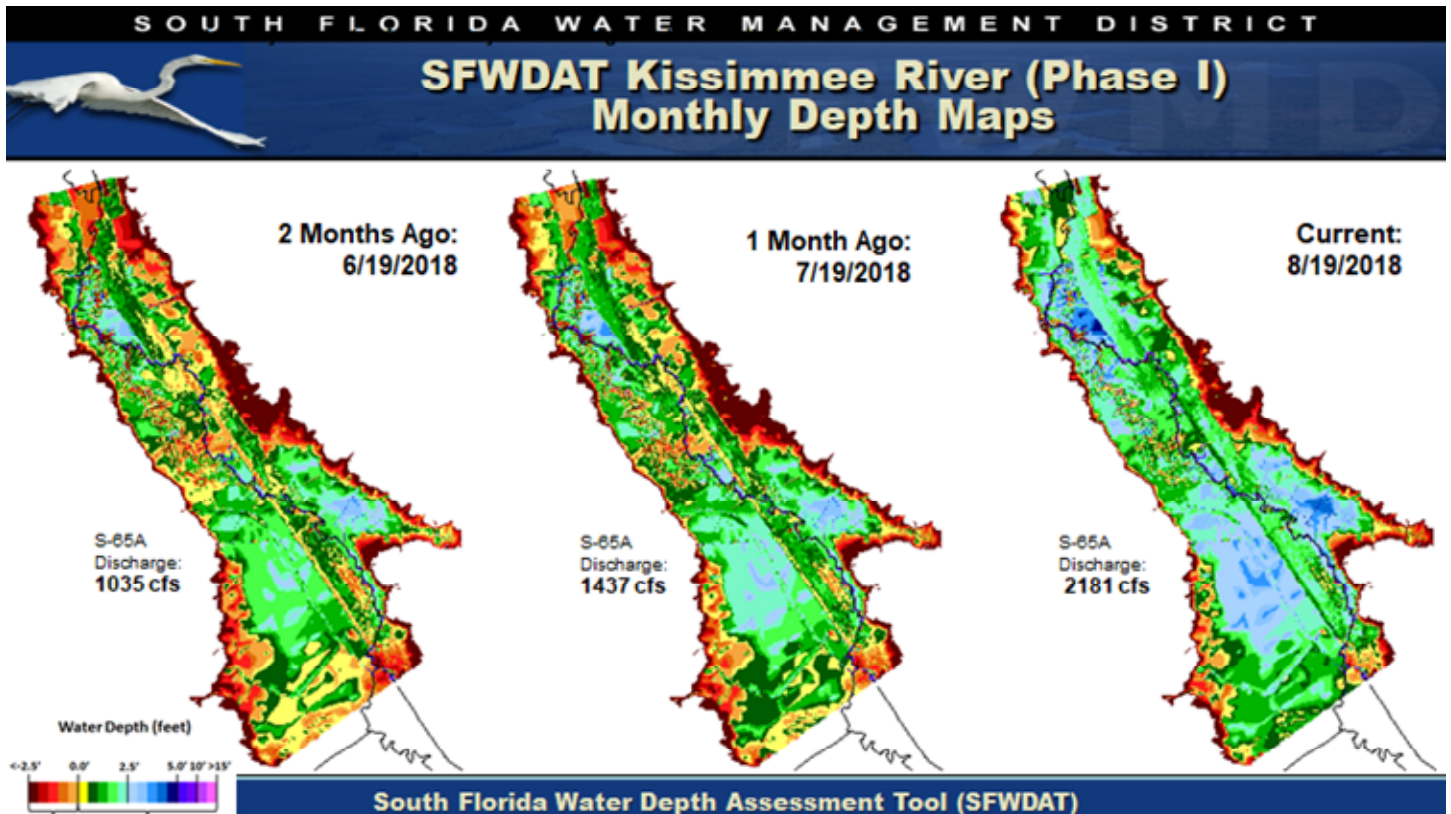 SOUTH FLORIDA WATER MANAGEMENT DISTRICT
SFWDAT Kissimmee River (Phase I)
Monthly Depth Maps
2 Months Ago:
6/19/2018
1 Month Ago:
7/19/2018
Current:
8/19/2018
S-65A
Discharge:
1035 cfs
S-65A
Discharge:
1437 cfs
S-65A
Discharge:
2181 cfs
Water Depth (feet)
<-2.5' 0.0' 2.5' 5.0' 10' >15'
South Florida Water Depth Assessment Tool (SFWDAT)